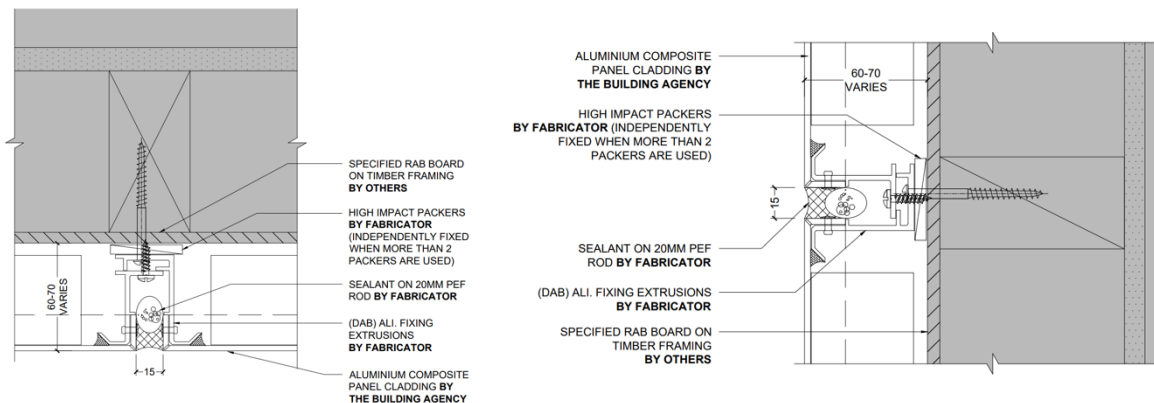 SPECIFIED RAB BOARD
ON TIMBER FRAMING
BY OTHERS
HIGH IMPACT PACKERS
BY FABRICATOR
(INDEPENDENTLY FIXED
WHEN MORE THAN 2
PACKERS ARE USED)
SEALANT ON 20MM PEF
ROD BY FABRICATOR
(DAB) ALI. FIXING
EXTRUSIONS
BY FABRICATOR
ALUMINIUM COMPOSITE
PANEL CLADDING BY
THE BUILDING AGENCY
60-70
VARIES
15
ALUMINIUM COMPOSITE
PANEL CLADDING BY
THE BUILDING AGENCY
HIGH IMPACT PACKERS
BY FABRICATOR (INDEPENDENTLY
FIXED WHEN MORE THAN 2
PACKERS ARE USED)
SEALANT ON 20MM PEF
ROD BY FABRICATOR
(DAB) ALI. FIXING EXTRUSIONS
BY FABRICATOR
SPECIFIED RAB BOARD ON
TIMBER FRAMING
BY OTHERS
60-70
VARIES
15